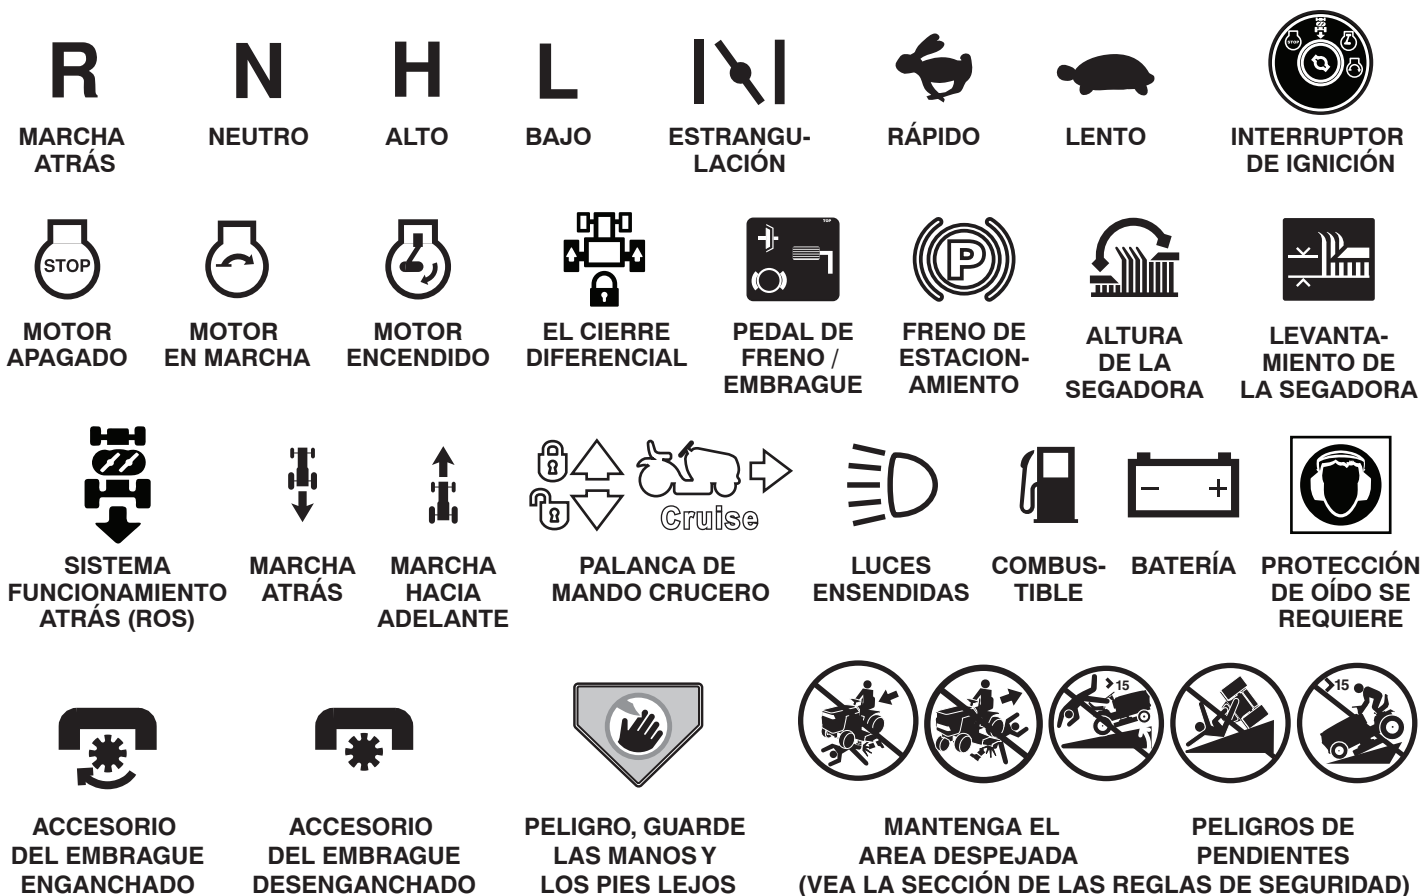 R N H L
MARCHA ATRÁS
NEUTRO
ALTO
BAJO
ESTRANGU-
LACIÓN
RÁPIDO
LENTO
STOP
INTERRUPTOR
DE IGNICIÓN
STOP
MOTOR
APAGADO
MOTOR
EN MARCHA
MOTOR
ENCENDIDO
EL CIERRE
DIFERENCIAL
TOP
PEDAL DE
FRENO /
EMBRAGUE
P
FRENO DE
ESTACION-
AMIENTO
ALTURA
DE LA
SEGADORA
LEVANTA-
MIENTO DE
LA SEGADORA
SISTEMA
FUNCIONAMIENTO
ATRÁS (ROS)
MARCHA
ATRÁS
MARCHA
HACIA
ADELANTE
Cruise
PALANCA DE
MANDO CRUCERO
LUCES
ENSENDIDAS
COMBUS-
TIBLE
– +
BATERÍA
PROTECCIÓN
DE OÍDO SE
REQUIERE
ACCESORIO
DEL EMBRAGUE
ENGANCHADO
ACCESORIO
DEL EMBRAGUE
DESENGANCHADO
PELIGRO, GUARDE
LAS MANOS Y
LOS PIES LEJOS
>15
>15
MANTENGA EL
AREA DESPEJADA
PELIGROS DE
PENDIENTES
(VEA LA SECCIÓN DE LAS REGLAS DE SEGURIDAD)